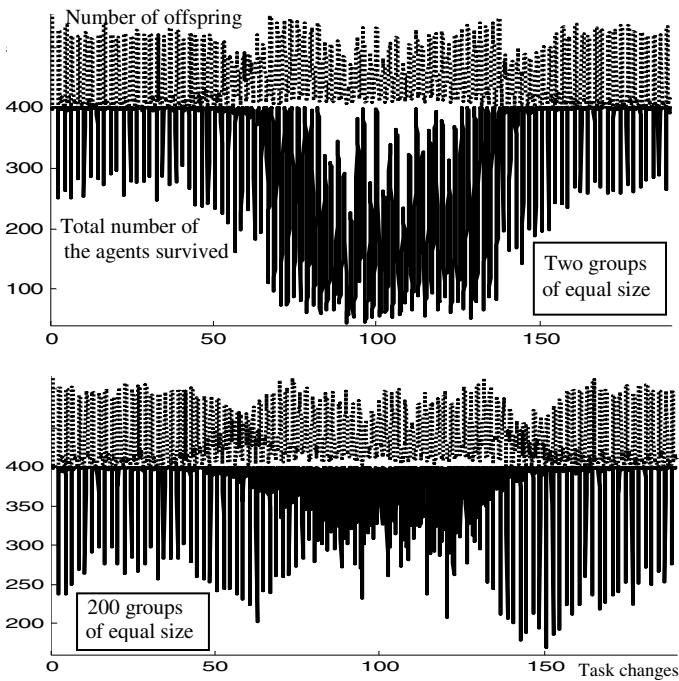 Number of offspring
400
300
200
100
Total number of
the agents survived
Two groups
of equal size
0 50 100 150
400
350
300
250
200
200 groups
of equal size
0 50 100 150
Task changes